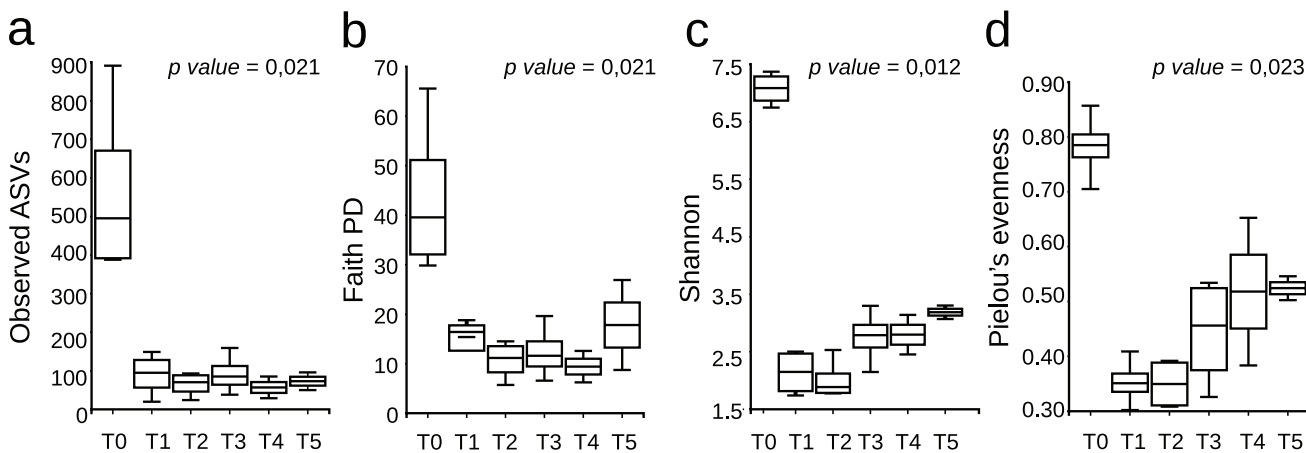 a
p value = 0,021
Observed ASVs
900
800
700
600
500
400
300
200
100
0
T0 T1 T2 T3 T4 T5
b
p value = 0,021
Faith PD
70
60
50
40
30
20
10
0
T0 T1 T2 T3 T4 T5
c
p value = 0,012
Shannon
7.5
6.5
5.5
4.5
3.5
2.5
1.5
T0 T1 T2 T3 T4 T5
d
p value = 0,023
Pielou's evenness
0.90
0.80
0.70
0.60
0.50
0.40
0.30
T0 T1 T2 T3 T4 T5